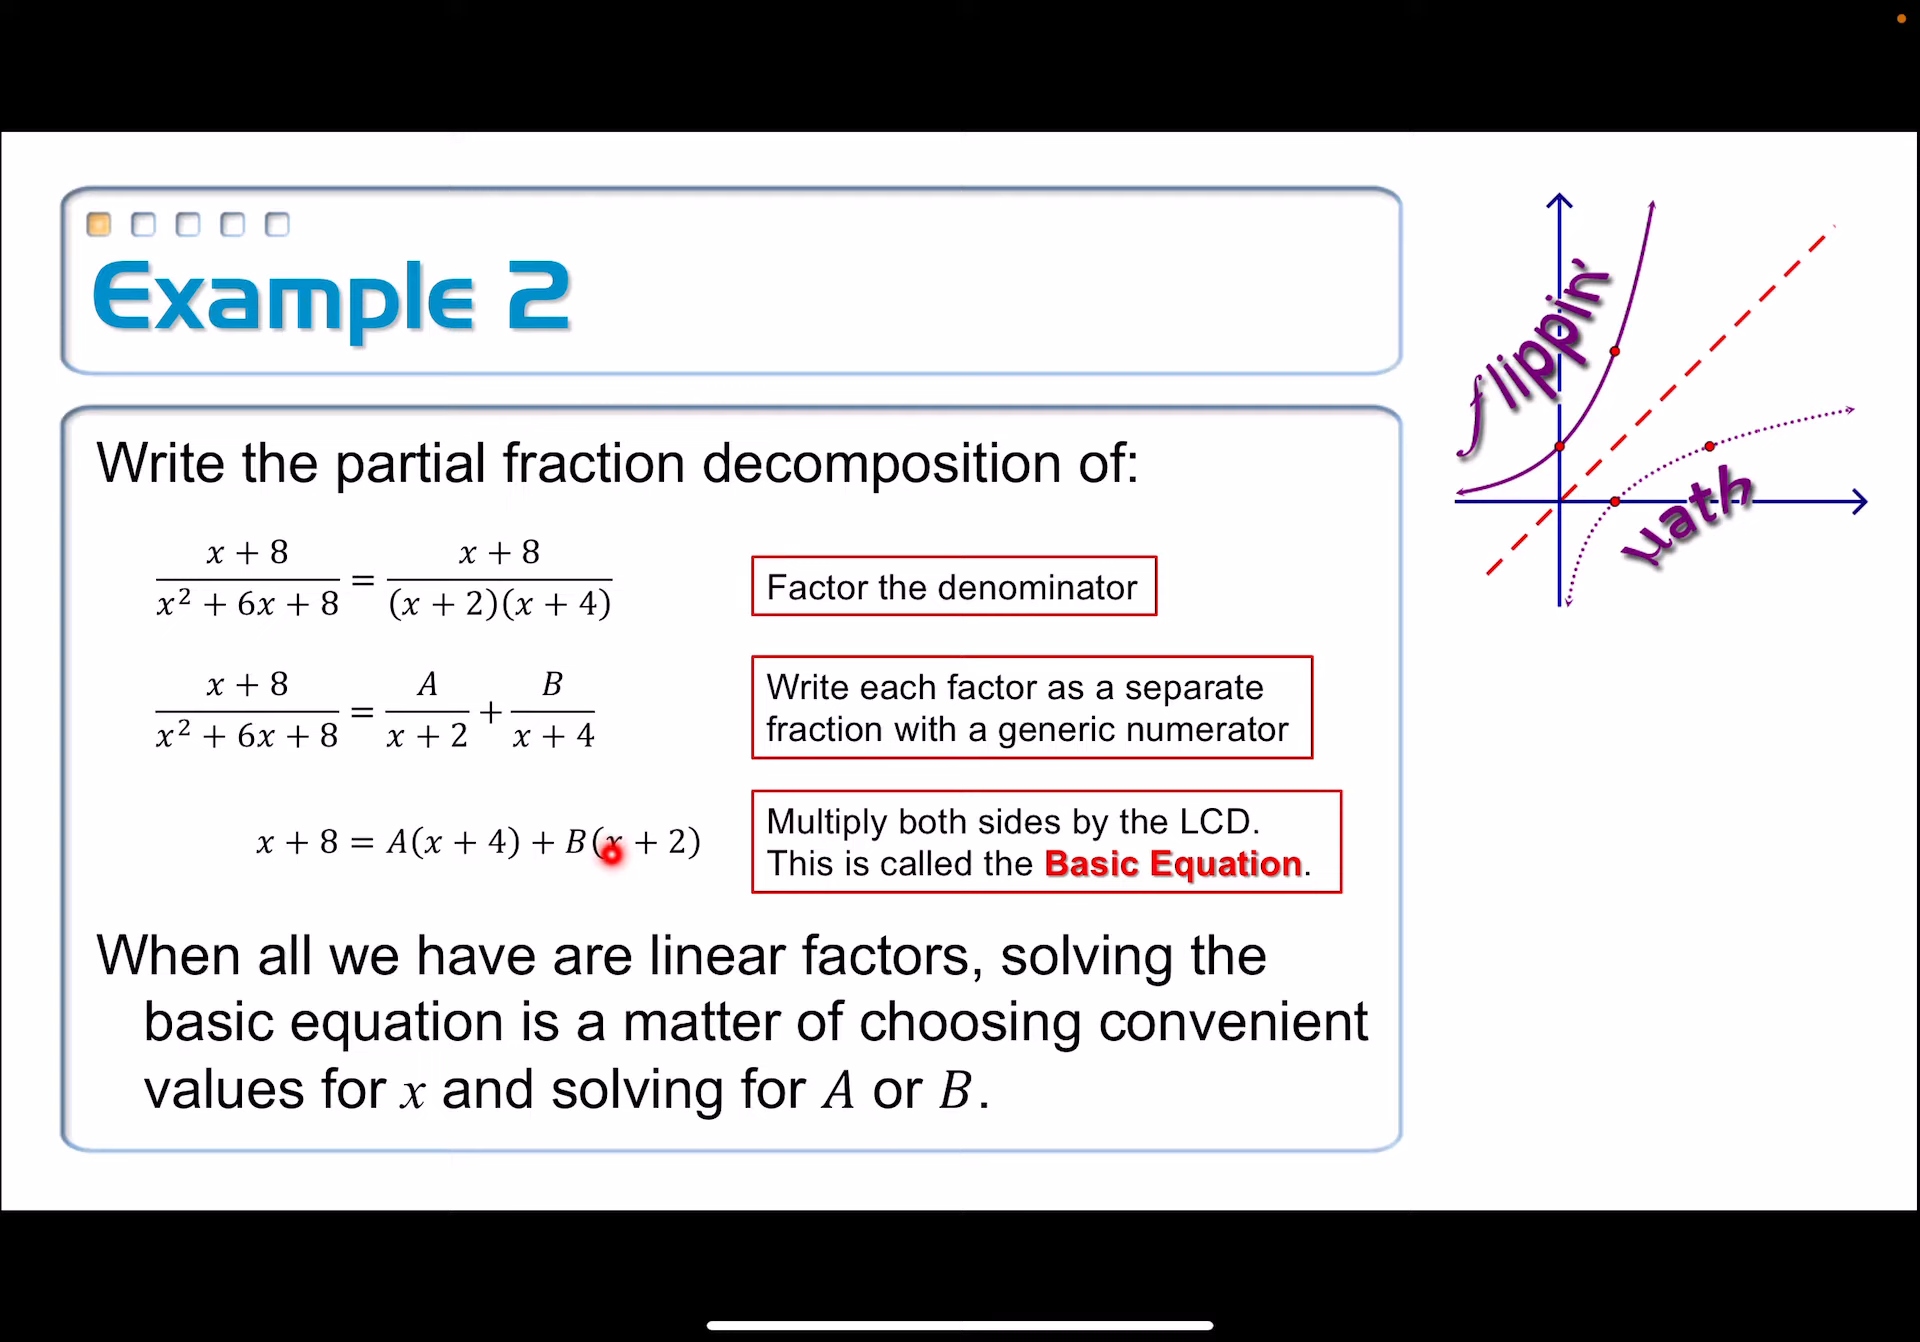 Example 2
Write the partial fraction decomposition of:
x + 8 / x² + 6x + 8 = x + 8 / (x + 2)(x + 4)
Factor the denominator
x + 8 / x² + 6x + 8 = A / x + 2 + B / x + 4
Write each factor as a separate
fraction with a generic numerator
x + 8 = A(x + 4) + B(x + 2)
Multiply both sides by the LCD.
This is called the Basic Equation.
When all we have are linear factors, solving the
basic equation is a matter of choosing convenient
values for x and solving for A or B.
flippin'
math